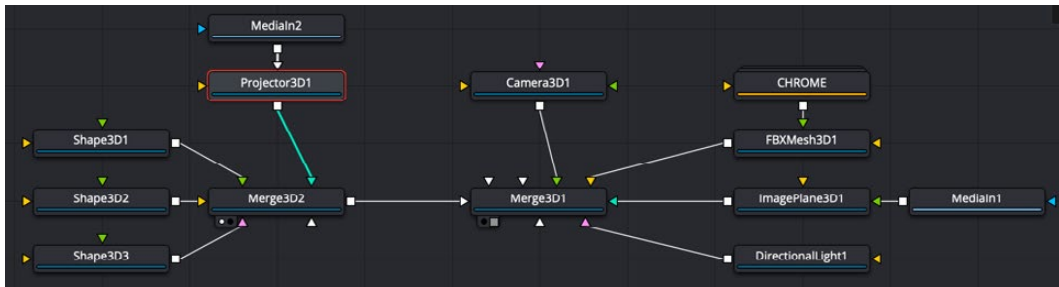 MediaIn2
Projector3D1
Camera3D1
CHROME
Shape3D1
FBXMesh3D1
Shape3D2
Merge3D2
Merge3D1
ImagePlane3D1
MediaIn1
Shape3D3
DirectionalLight1